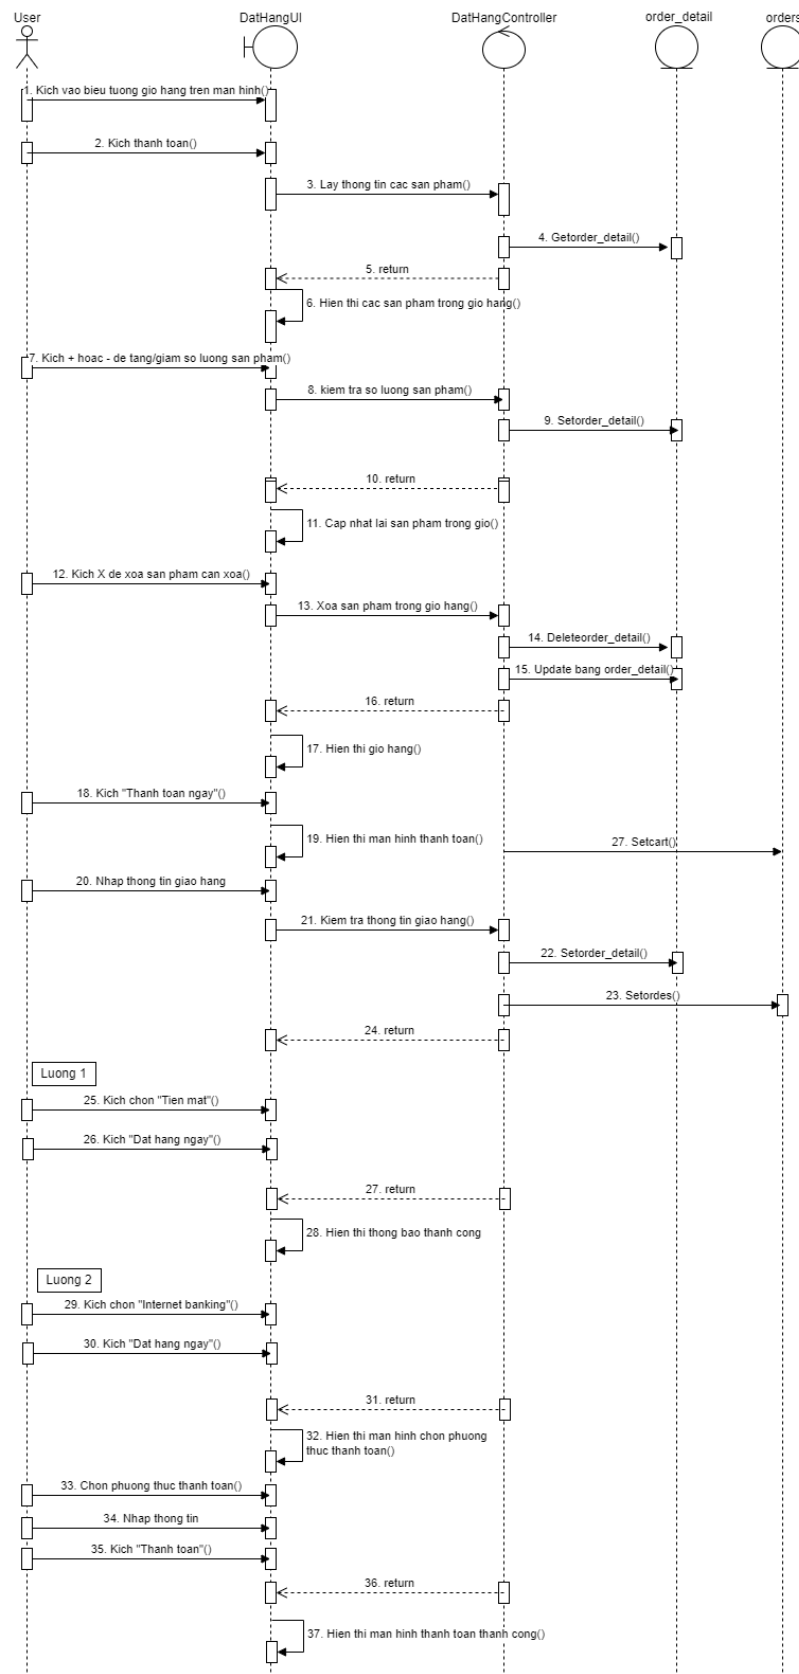 User
DatHangUI
DatHangController
order_detail
orders
1. Kich vao bieu tuong gio hang tren man hinh()
2. Kich thanh toan()
3. Lay thong tin cac san pham()
4. Getorder_detail()
5. return
6. Hien thi cac san pham trong gio hang()
7. Kich + hoac - de tang/giam so luong san pham()
8. kiem tra so luong san pham()
9. Setorder_detail()
10. return
11. Cap nhat lai san pham trong gio()
12. Kich X de xoa san pham can xoa()
13. Xoa san pham trong gio hang()
14. Deleteorder_detail()
15. Update bang order_detail()
16. return
17. Hien thi gio hang()
18. Kich "Thanh toan ngay"()
19. Hien thi man hinh thanh toan()
27. Setcart()
20. Nhap thong tin giao hang
21. Kiem tra thong tin giao hang()
22. Setorder_detail()
23. Setordes()
24. return
Luong 1
25. Kich chon "Tien mat"()
26. Kich "Dat hang ngay"()
27. return
28. Hien thi thong bao thanh cong
Luong 2
29. Kich chon "Internet banking"()
30. Kich "Dat hang ngay"()
31. return
32. Hien thi man hinh chon phuong
thuc thanh toan()
33. Chon phuong thuc thanh toan()
34. Nhap thong tin
35. Kich "Thanh toan"()
36. return
37. Hien thi man hinh thanh toan thanh cong()